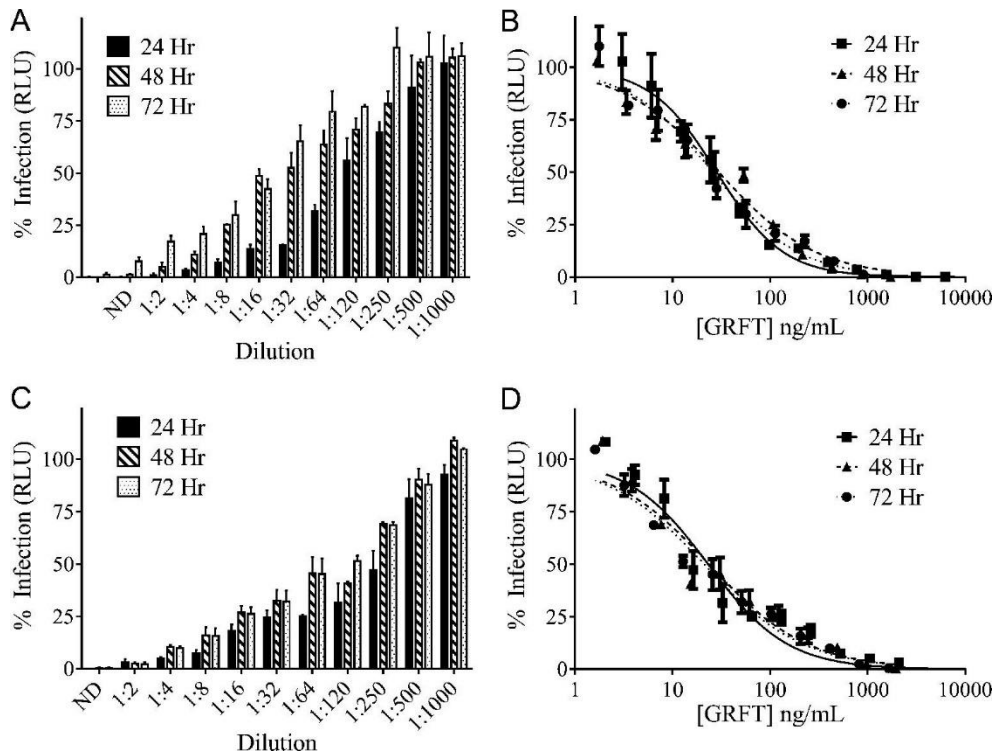 A
24 Hr
48 Hr
72 Hr
% Infection (RLU)
100
75
50
25
0
ND
1:2
1:4
1:8
1:16
1:32
1:64
1:120
1:250
1:500
1:1000
Dilution
B
24 Hr
48 Hr
72 Hr
% Infection (RLU)
100
75
50
25
0
1
10
100
1000
10000
[GRFT] ng/mL
C
24 Hr
48 Hr
72 Hr
% Infection (RLU)
100
75
50
25
0
ND
1:2
1:4
1:8
1:16
1:32
1:64
1:120
1:250
1:500
1:1000
Dilution
D
24 Hr
48 Hr
72 Hr
% Infection (RLU)
100
75
50
25
0
1
10
100
1000
10000
[GRFT] ng/mL